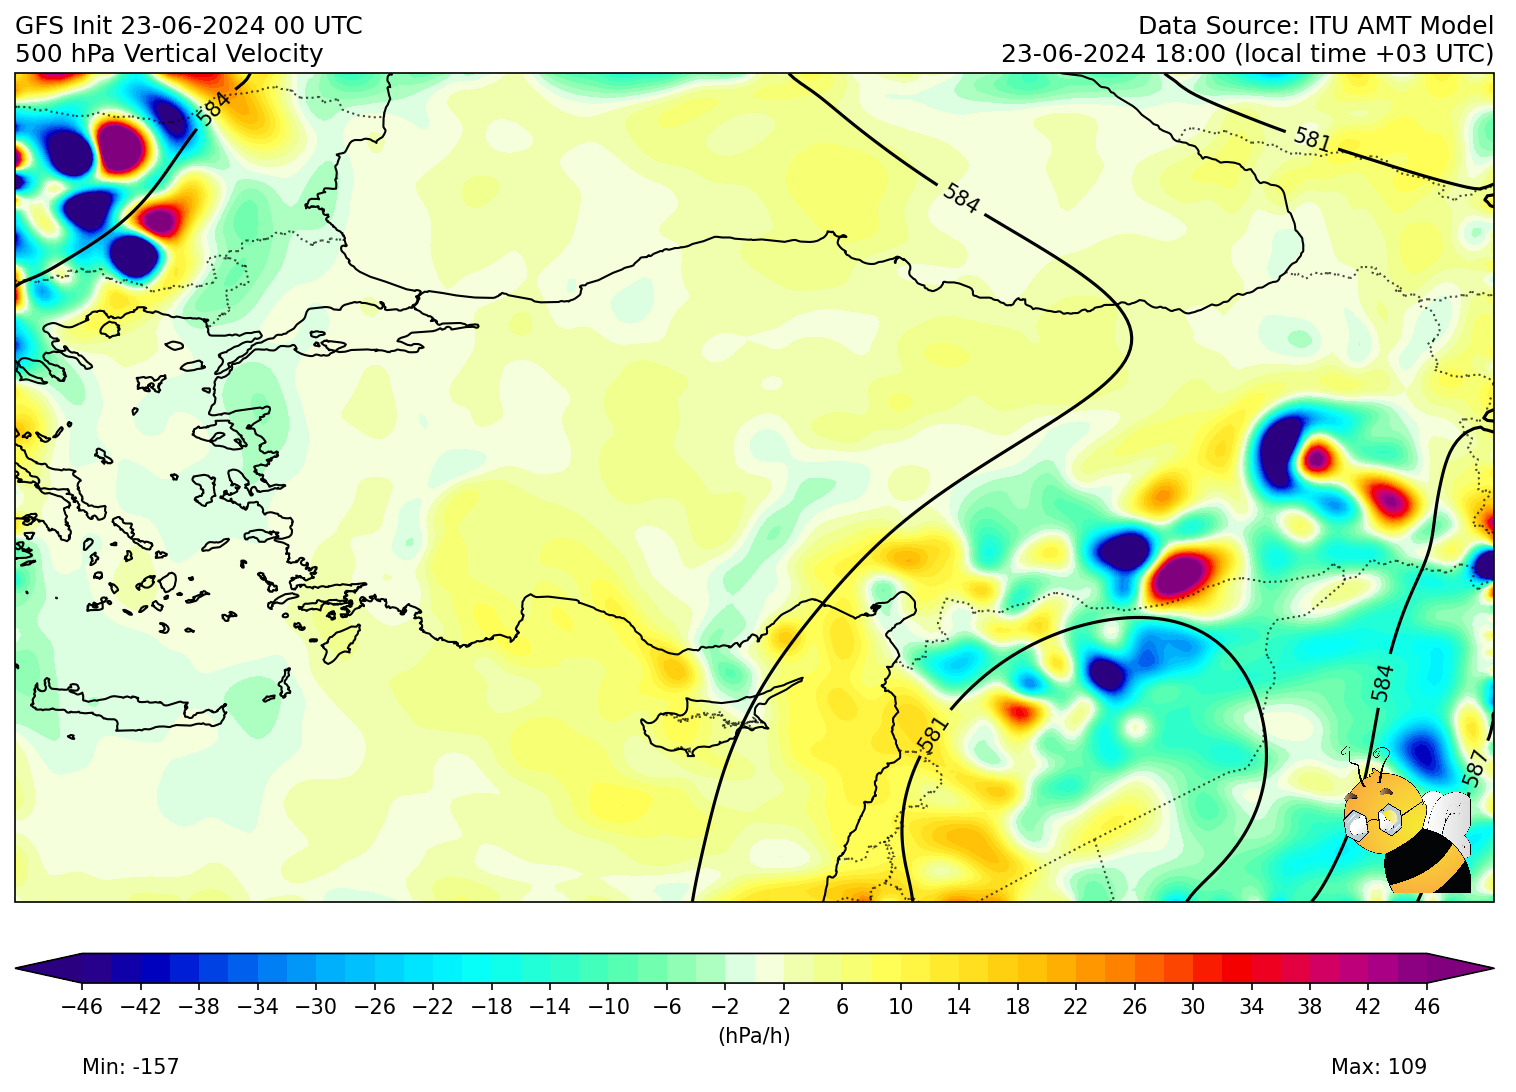 GFS Init 23-06-2024 00 UTC
Data Source: ITU AMT Model
500 hPa Vertical Velocity
23-06-2024 18:00 (local time +03 UTC)
584
581
584
584
581
587
−46 −42 −38 −34 −30 −26 −22 −18 −14 −10 −6 −2 2 6 10 14 18 22 26 30 34 38 42 46
(hPa/h)
Min: -157
Max: 109